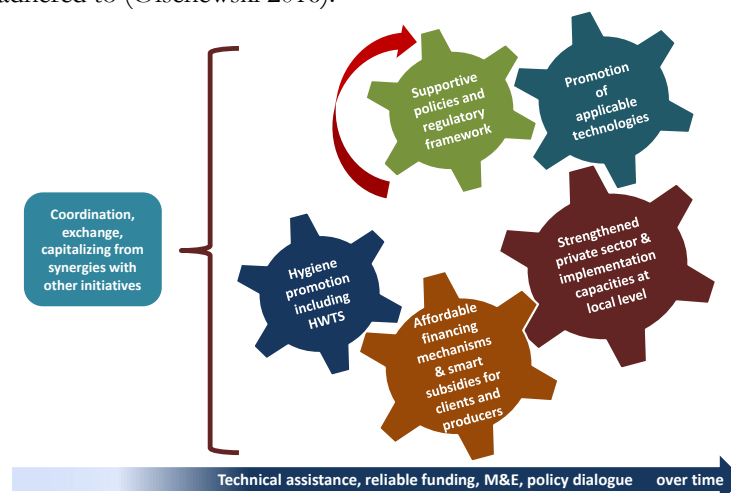 Supportive
policies and
regulatory
framework
Promotion
of
applicable
technologies
Coordination,
exchange,
capitalizing from
synergies with
other initiatives
Hygiene
promotion
including
HWTS
Strengthened
private sector &
implementation
capacities at
local level
Affordable
financing
mechanisms
& smart
subsidies for
clients and
producers
Technical assistance, reliable funding, M&E, policy dialogue over time